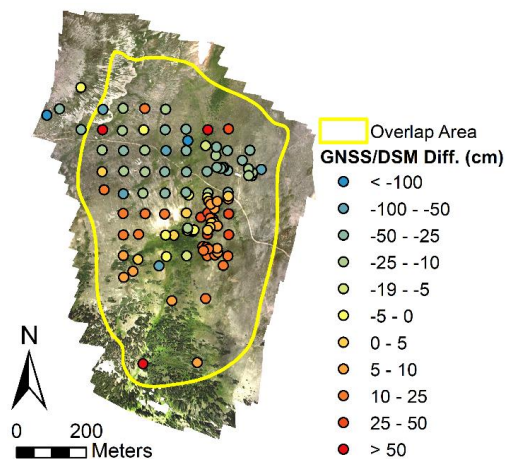 Overlap Area
GNSS/DSM Diff. (cm)
< -100
-100 - -50
-50 - -25
-25 - -10
-19 - -5
-5 - 0
0 - 5
5 - 10
10 - 25
25 - 50
> 50
N
0 200
Meters